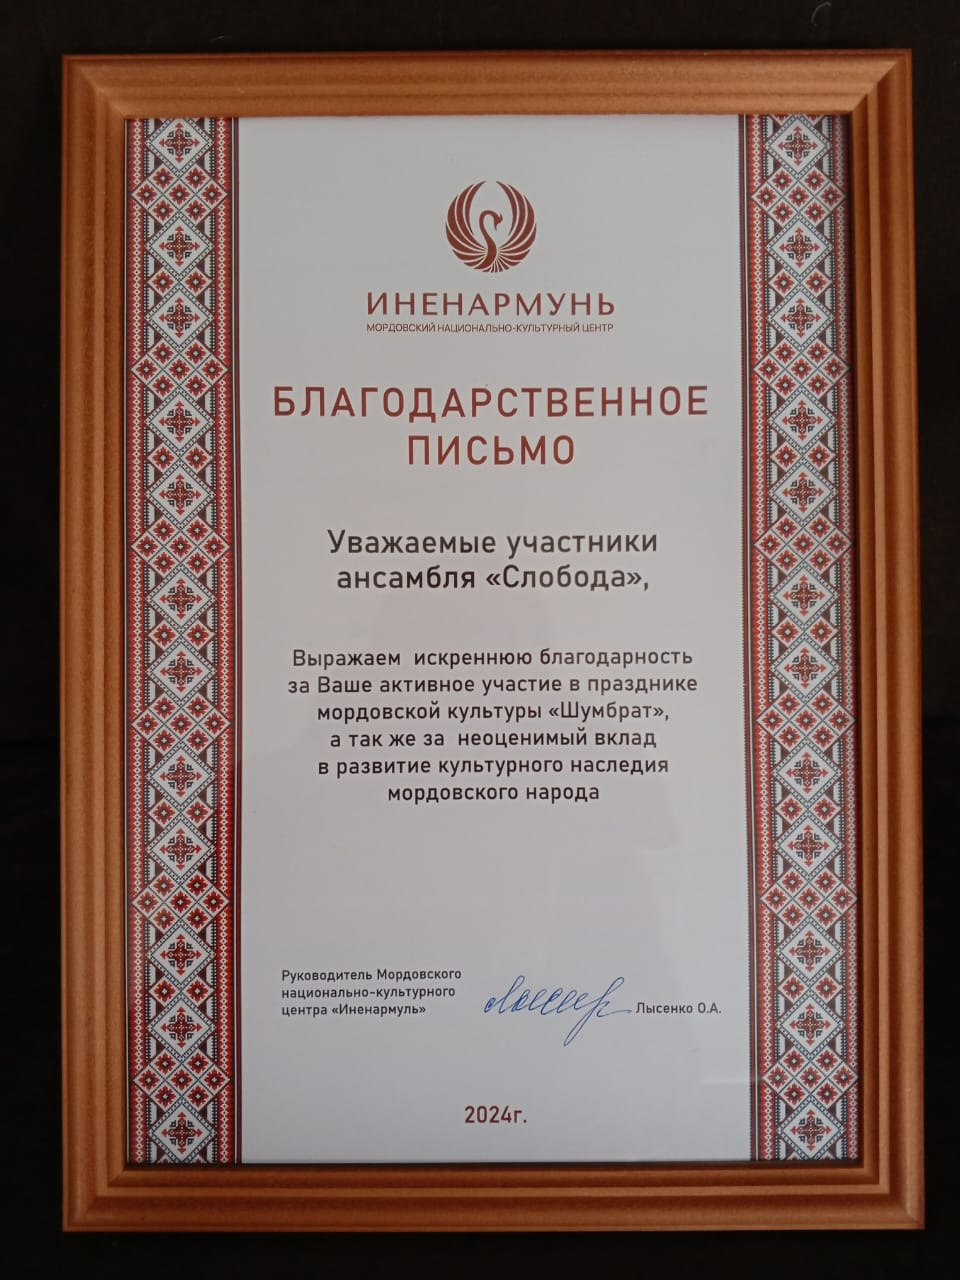 ИНЕНАРМУНЬ
МОРДОВСКИЙ НАЦИОНАЛЬНО-КУЛЬТУРНЫЙ ЦЕНТР
БЛАГОДАРСТВЕННОЕ
ПИСЬМО
Уважаемые участники
ансамбля «Слобода»,
Выражаем искреннюю благодарность
за Ваше активное участие в празднике
мордовской культуры «Шумбрат»,
а так же за неоценимый вклад
в развитие культурного наследия
мордовского народа
Руководитель Мордовского
национально-культурного
центра «Иненармуль»
Лысенко О.А.
2024г.